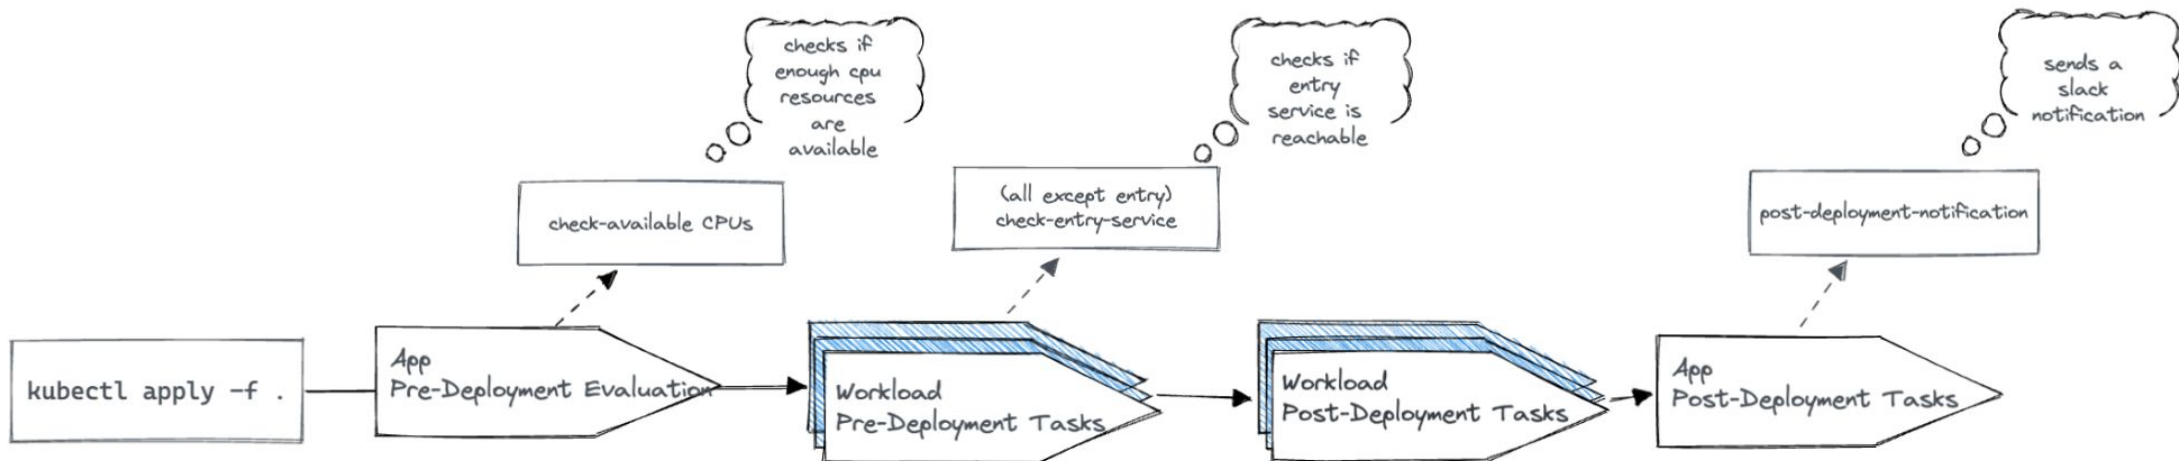 checks if
enough cpu
resources
are
available
checks if
entry
service is
reachable
sends a
slack
notification
check-available CPUs
(all except entry)
check-entry-service
post-deployment-notification
kubectl apply -f .
App
Pre-Deployment Evaluation
Workload
Pre-Deployment Tasks
Workload
Post-Deployment Tasks
App
Post-Deployment Tasks